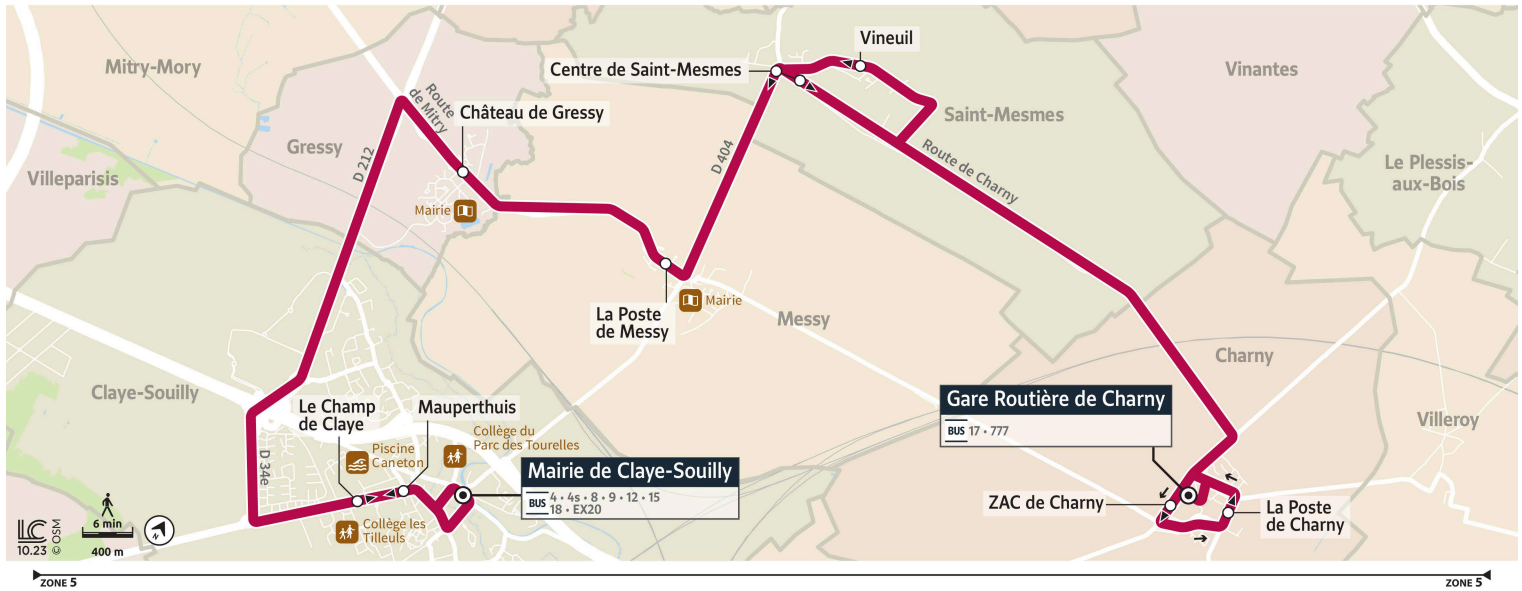 Mitry-Mory
Villeparisis
Gressy
Claye-Souilly
D 212
D 34e
Route
de Mitry
Château de Gressy
Mairie
Centre de Saint-Mesmes
Vineuil
Saint-Mesmes
Vinantes
Le Plessis-
aux-Bois
D 404
Route de Charny
La Poste
de Messy
Mairie
Messy
Charny
Villeroy
Le Champ
de Claye
Mauperthuis
Piscine
Caneton
Collège du
Parc des Tourelles
Collège les
Tilleuls
Mairie de Claye-Souilly
BUS 4 • 4s • 8 • 9 • 12 • 15
18 • EX20
Gare Routière de Charny
BUS 17 • 777
ZAC de Charny
La Poste
de Charny
LC
10.23
© OSM
6 min
400 m
N
ZONE 5
ZONE 5